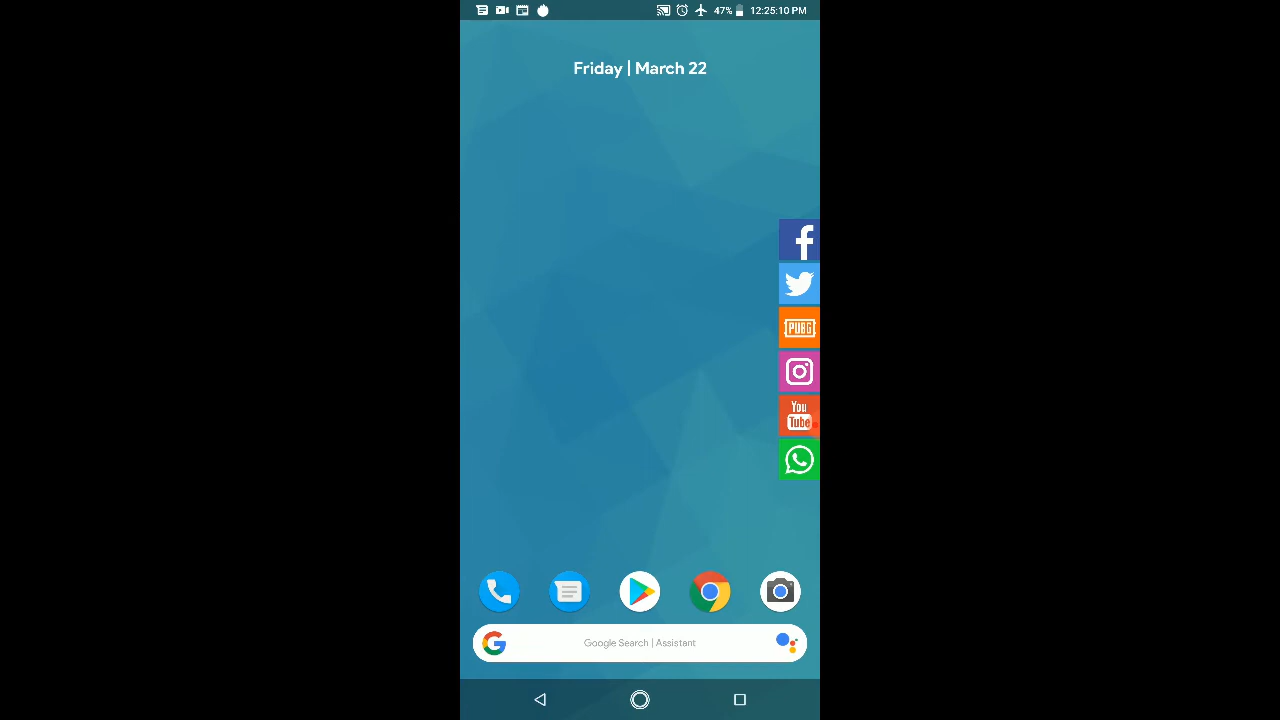 47% 12:25:10 PM
Friday | March 22
PUBG
You
Tube
Google Search | Assistant